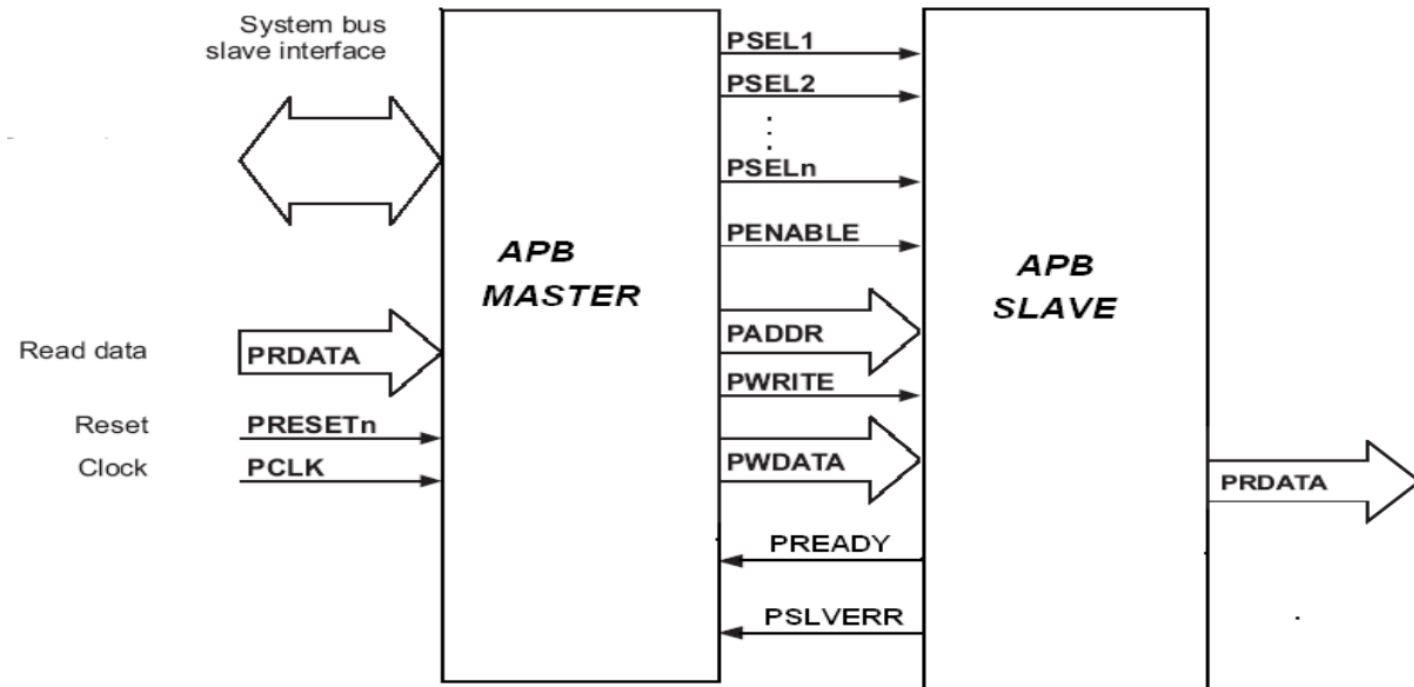 System bus
slave interface
PSEL1
PSEL2
PSELn
PENABLE
APB
MASTER
APB
SLAVE
PADDR
Read data
PRDATA
PWRITE
Reset
PRESETn
Clock
PCLK
PWDATA
PRDATA
PREADY
PSLVERR